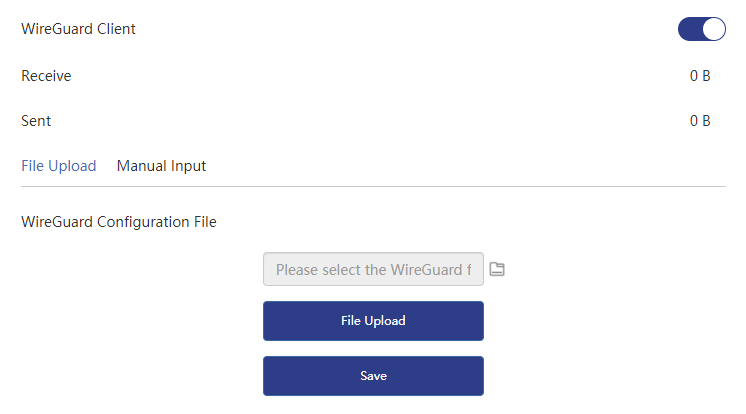 WireGuard Client
Receive 0 B
Sent 0 B
File Upload Manual Input
WireGuard Configuration File
Please select the WireGuard f
File Upload
Save